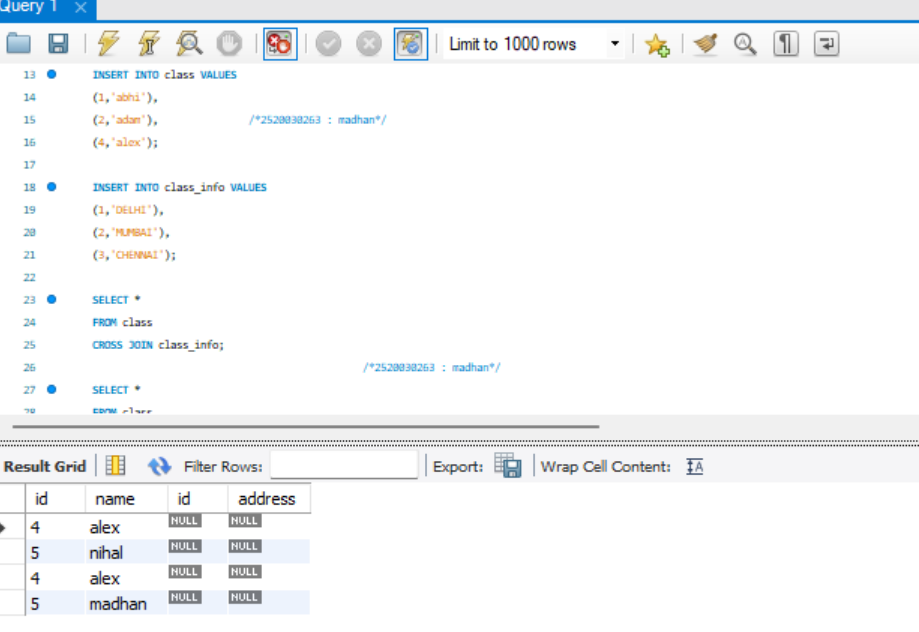 Query 1
Limit to 1000 rows
13 INSERT INTO class VALUES
14 (1,'abhi'),
15 (2,'adam'), /*2520030263 : madhan*/
16 (4,'alex');
17
18 INSERT INTO class_info VALUES
19 (1,'DELHI'),
20 (2,'MUMBAI'),
21 (3,'CHENNAI');
22
23 SELECT *
24 FROM class
25 CROSS JOIN class_info;
26 /*2520030263 : madhan*/
27 SELECT *
28 FROM class
Result Grid Filter Rows: Export: Wrap Cell Content: IA
id name id address
4 alex NULL NULL
5 nihal NULL NULL
4 alex NULL NULL
5 madhan NULL NULL